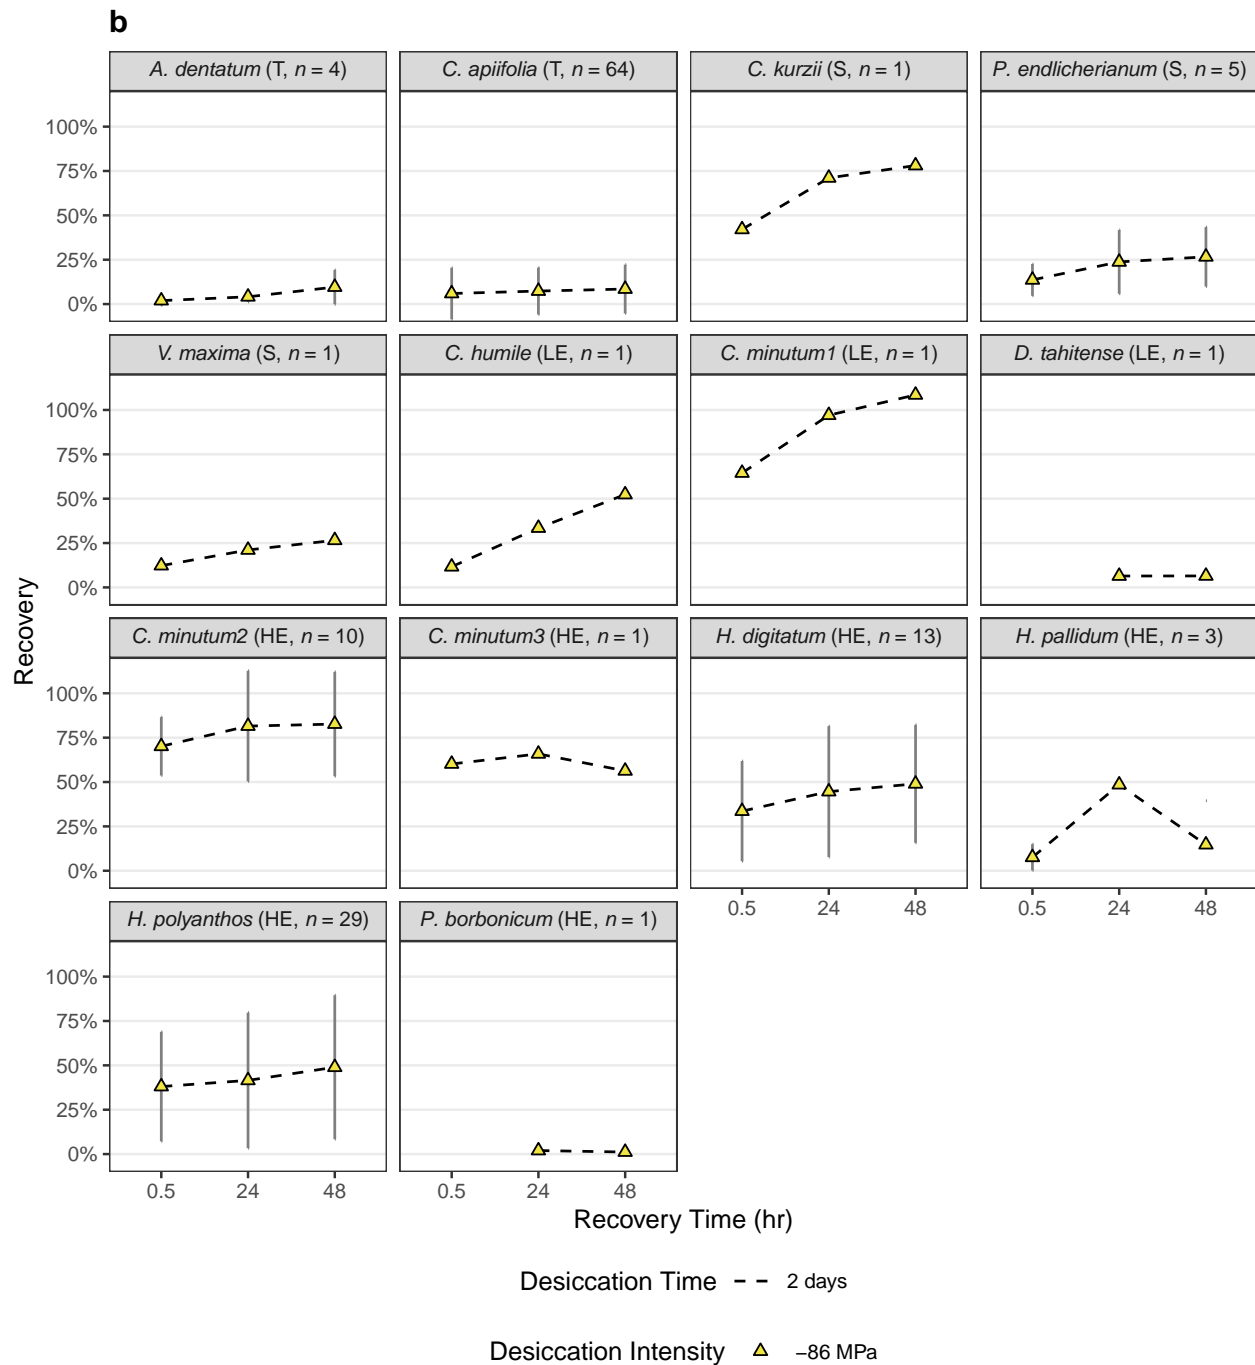 b
A. dentatum (T, n = 4)
C. apiifolia (T, n = 64)
C. kurzii (S, n = 1)
P. endlicherianum (S, n = 5)
100%
75%
50%
25%
0%
V. maxima (S, n = 1)
C. humile (LE, n = 1)
C. minutum1 (LE, n = 1)
D. tahitense (LE, n = 1)
100%
75%
50%
25%
0%
Recovery
C. minutum2 (HE, n = 10)
C. minutum3 (HE, n = 1)
H. digitatum (HE, n = 13)
H. pallidum (HE, n = 3)
100%
75%
50%
25%
0%
0.5 24 48
0.5 24 48
H. polyanthos (HE, n = 29)
P. borbonicum (HE, n = 1)
100%
75%
50%
25%
0%
0.5 24 48
0.5 24 48
Recovery Time (hr)
Desiccation Time 2 days
Desiccation Intensity −86 MPa